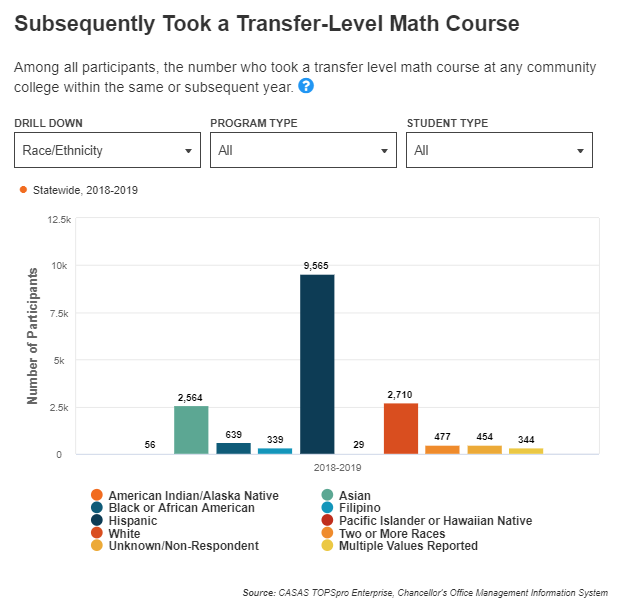 Subsequently Took a Transfer-Level Math Course
Among all participants, the number who took a transfer level math course at any community
college within the same or subsequent year. ?
DRILL DOWN PROGRAM TYPE STUDENT TYPE
Race/Ethnicity All All
Statewide, 2018-2019
12.5k
10k
7.5k
5k
2.5k
0
Number of Participants
56
2,564
639
339
9,565
29
2,710
477
454
344
2018-2019
American Indian/Alaska Native Asian
Black or African American Filipino
Hispanic Pacific Islander or Hawaiian Native
White Two or More Races
Unknown/Non-Respondent Multiple Values Reported
Source: CASAS TOPSpro Enterprise, Chancellor's Office Management Information System